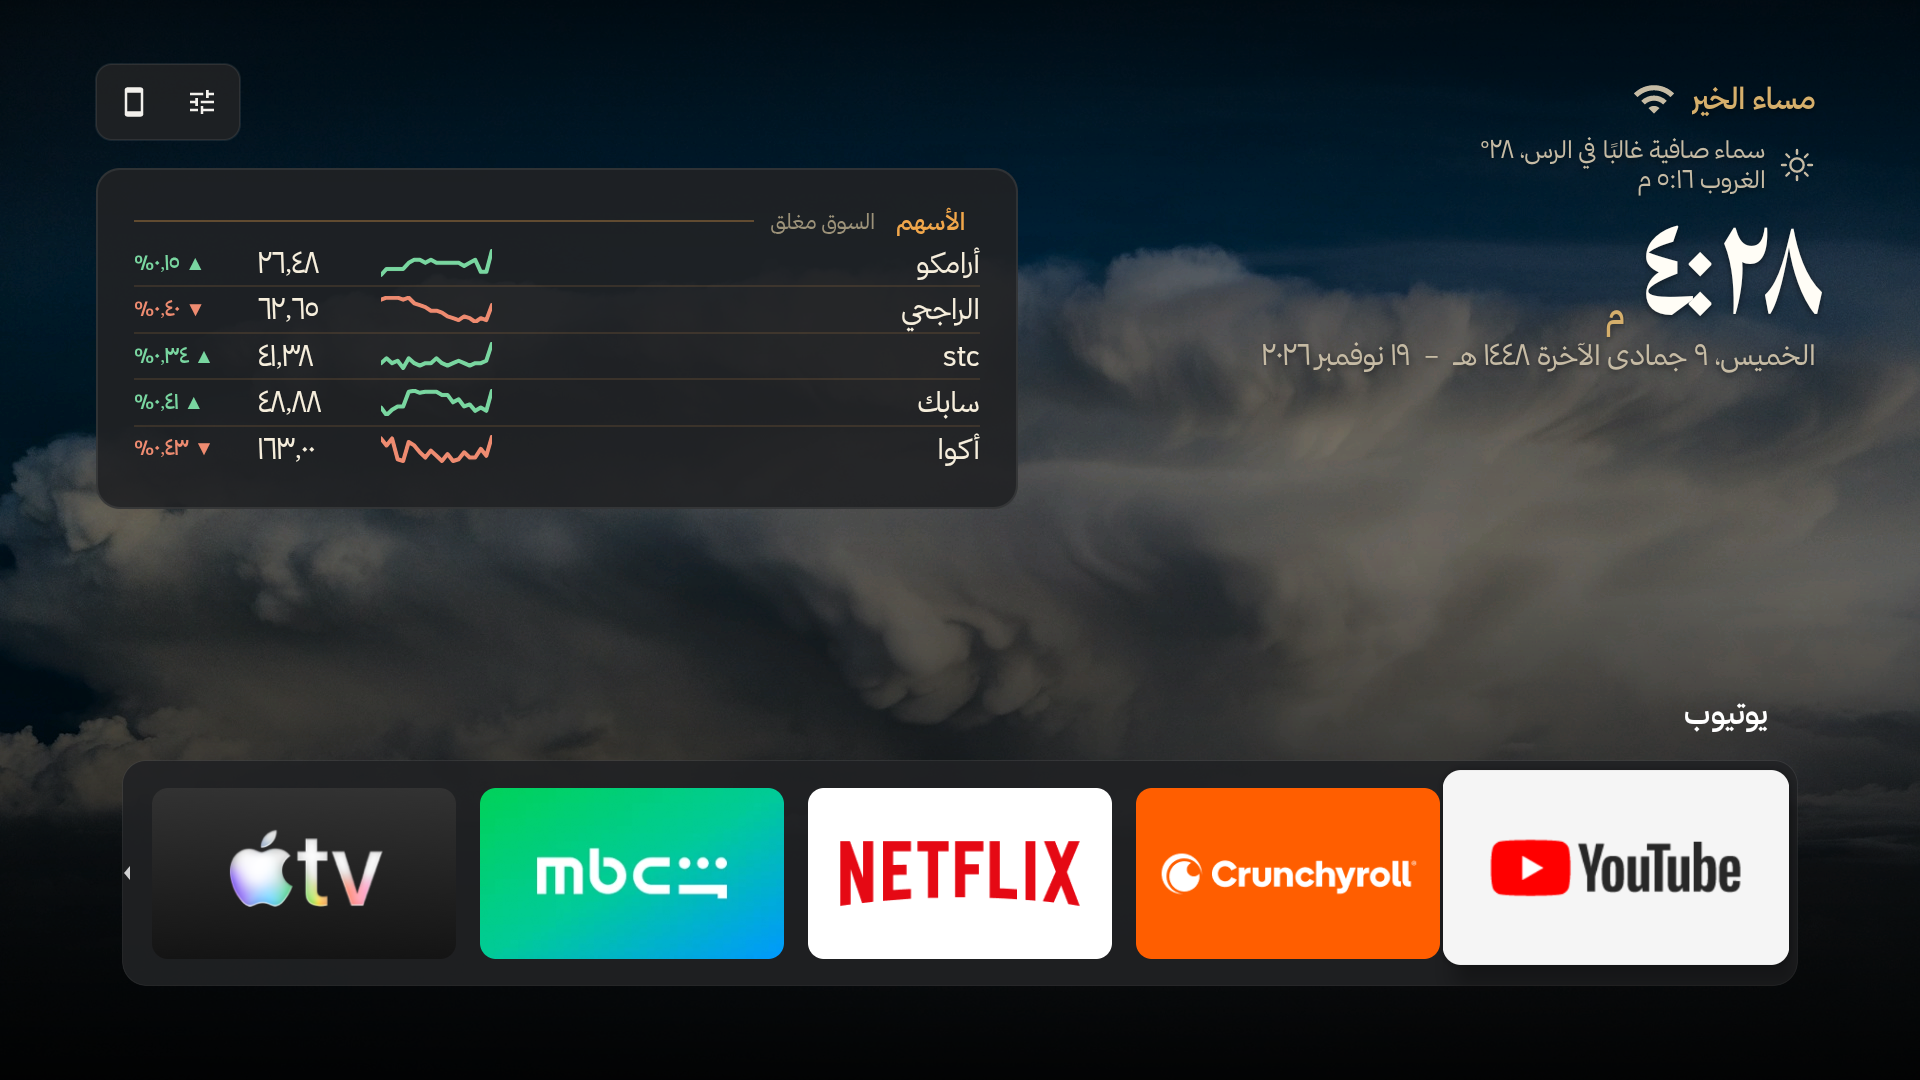 مساء الخير
سماء صافية غالبًا في الرس، ٢٨°
الغروب ٥:١٦ م
٤:٢٨ م
الخميس، ٩ جمادى الآخرة ١٤٤٨ هـ – ١٩ نوفمبر ٢٠٢٦
الأسهم السوق مغلق
أرامكو ٢٦,٤٨ ▲ ٠,١٥%
الراجحي ٦٢,٦٥ ▼ ٠,٤٠%
stc ٤١,٣٨ ▲ ٠,٣٤%
سابك ٤٨,٨٨ ▲ ٠,٤١%
أكوا ١٦٣,٠٠ ▼ ٠,٤٣%
يوتيوب
YouTube
Crunchyroll
NETFLIX
mbc شاهد
tv